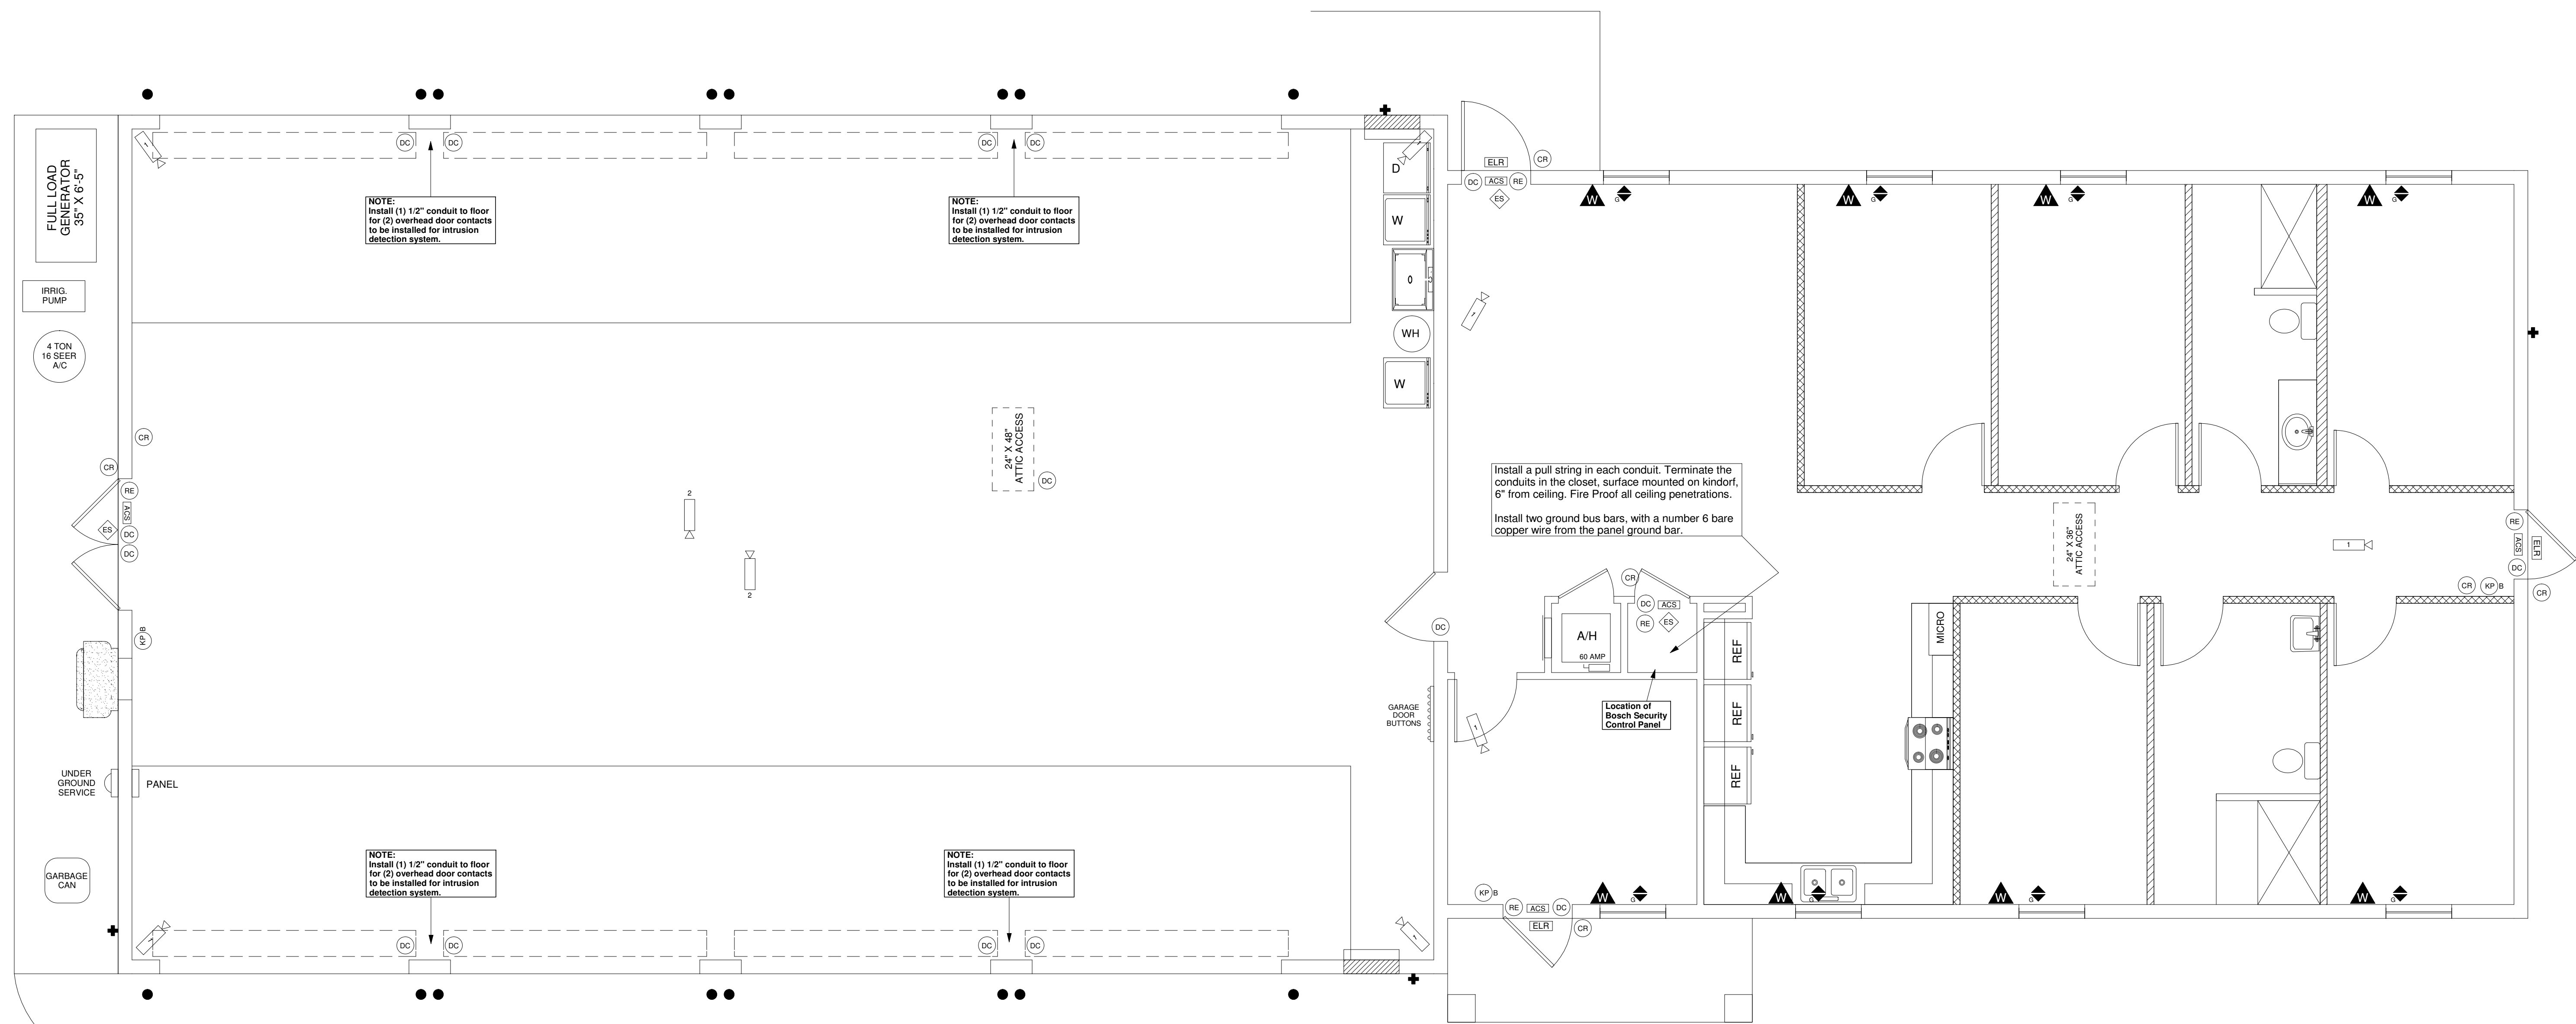 FULL LOAD
GENERATOR
35" X 6'-5"
IRRIG.
PUMP
4 TON
16 SEER
A/C
CR
CR
RE
ACS
ES
DC
DC
KP B
UNDER
GROUND
SERVICE
PANEL
GARBAGE
CAN
1
DC
DC
DC
DC
1
NOTE:
Install (1) 1/2" conduit to floor
for (2) overhead door contacts
to be installed for intrusion
detection system.
NOTE:
Install (1) 1/2" conduit to floor
for (2) overhead door contacts
to be installed for intrusion
detection system.
24" X 48"
ATTIC ACCESS
DC
2
2
NOTE:
Install (1) 1/2" conduit to floor
for (2) overhead door contacts
to be installed for intrusion
detection system.
NOTE:
Install (1) 1/2" conduit to floor
for (2) overhead door contacts
to be installed for intrusion
detection system.
1
DC
DC
DC
DC
1
D
W
WH
W
DC
GARAGE
DOOR
BUTTONS
1
ELR
CR
DC
ACS
RE
ES
W
G
W
G
W
G
W
G
1
Install a pull string in each conduit. Terminate the
conduits in the closet, surface mounted on kindorf,
6" from ceiling. Fire Proof all ceiling penetrations.
Install two ground bus bars, with a number 6 bare
copper wire from the panel ground bar.
CR
DC
ACS
RE
ES
A/H
60 AMP
Location of
Bosch Security
Control Panel
REF
REF
REF
MICRO
24" X 36"
ATTIC ACCESS
1
RE
ACS
ELR
DC
CR
KP B
CR
KP B
RE
ACS
DC
ELR
CR
W
G
W
G
W
G
W
G